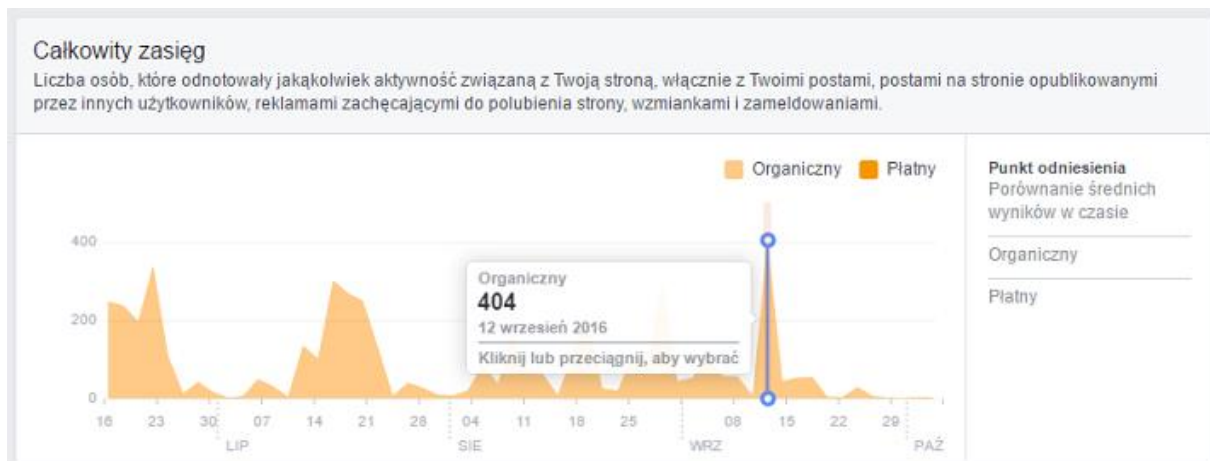 Całkowity zasięg
Liczba osób, które odnotowały jakąkolwiek aktywność związaną z Twoją stroną, włącznie z Twoimi postami, postami na stronie opublikowanymi
przez innych użytkowników, reklamami zachęcającymi do polubienia strony, wzmiankami i zameldowaniami.
Organiczny Płatny
400
200
0
Organiczny
404
12 wrzesień 2016
Kliknij lub przeciągnij, aby wybrać
16 23 30 07 14 21 28 04 11 18 25 08 15 22 29
LIP SIE WRZ PAŹ
Punkt odniesienia
Porównanie średnich
wyników w czasie
Organiczny
Płatny